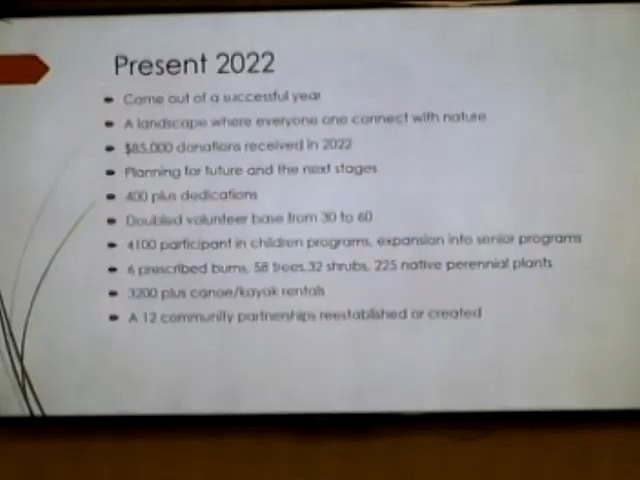 Present 2022
Came out of a successful year
A landscape where everyone one connect with nature
$85,000 donations received in 2022
Planning for future and the next stages
400 plus dedications
Doubled volunteer base from 30 to 60
4100 participant in children programs, expansion into senior programs
6 prescribed burns, 58 trees,32 shrubs, 225 native perennial plants
3200 plus canoe/kayak rentals
A 12 community partnerships reestablished or created